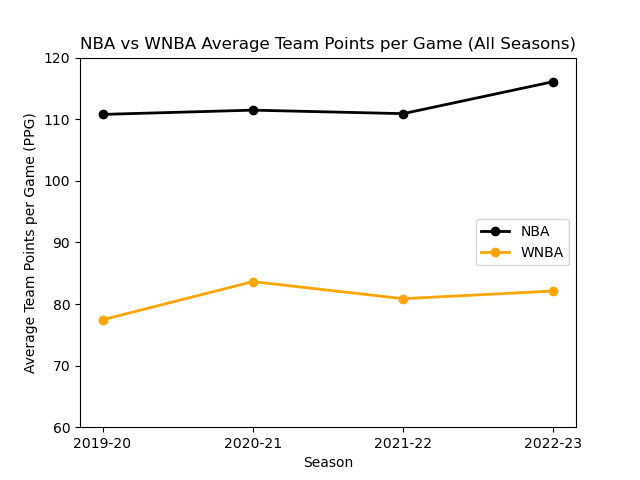 NBA vs WNBA Average Team Points per Game (All Seasons)
Average Team Points per Game (PPG)
120
110
100
90
80
70
60
NBA
WNBA
2019-20 2020-21 2021-22 2022-23
Season